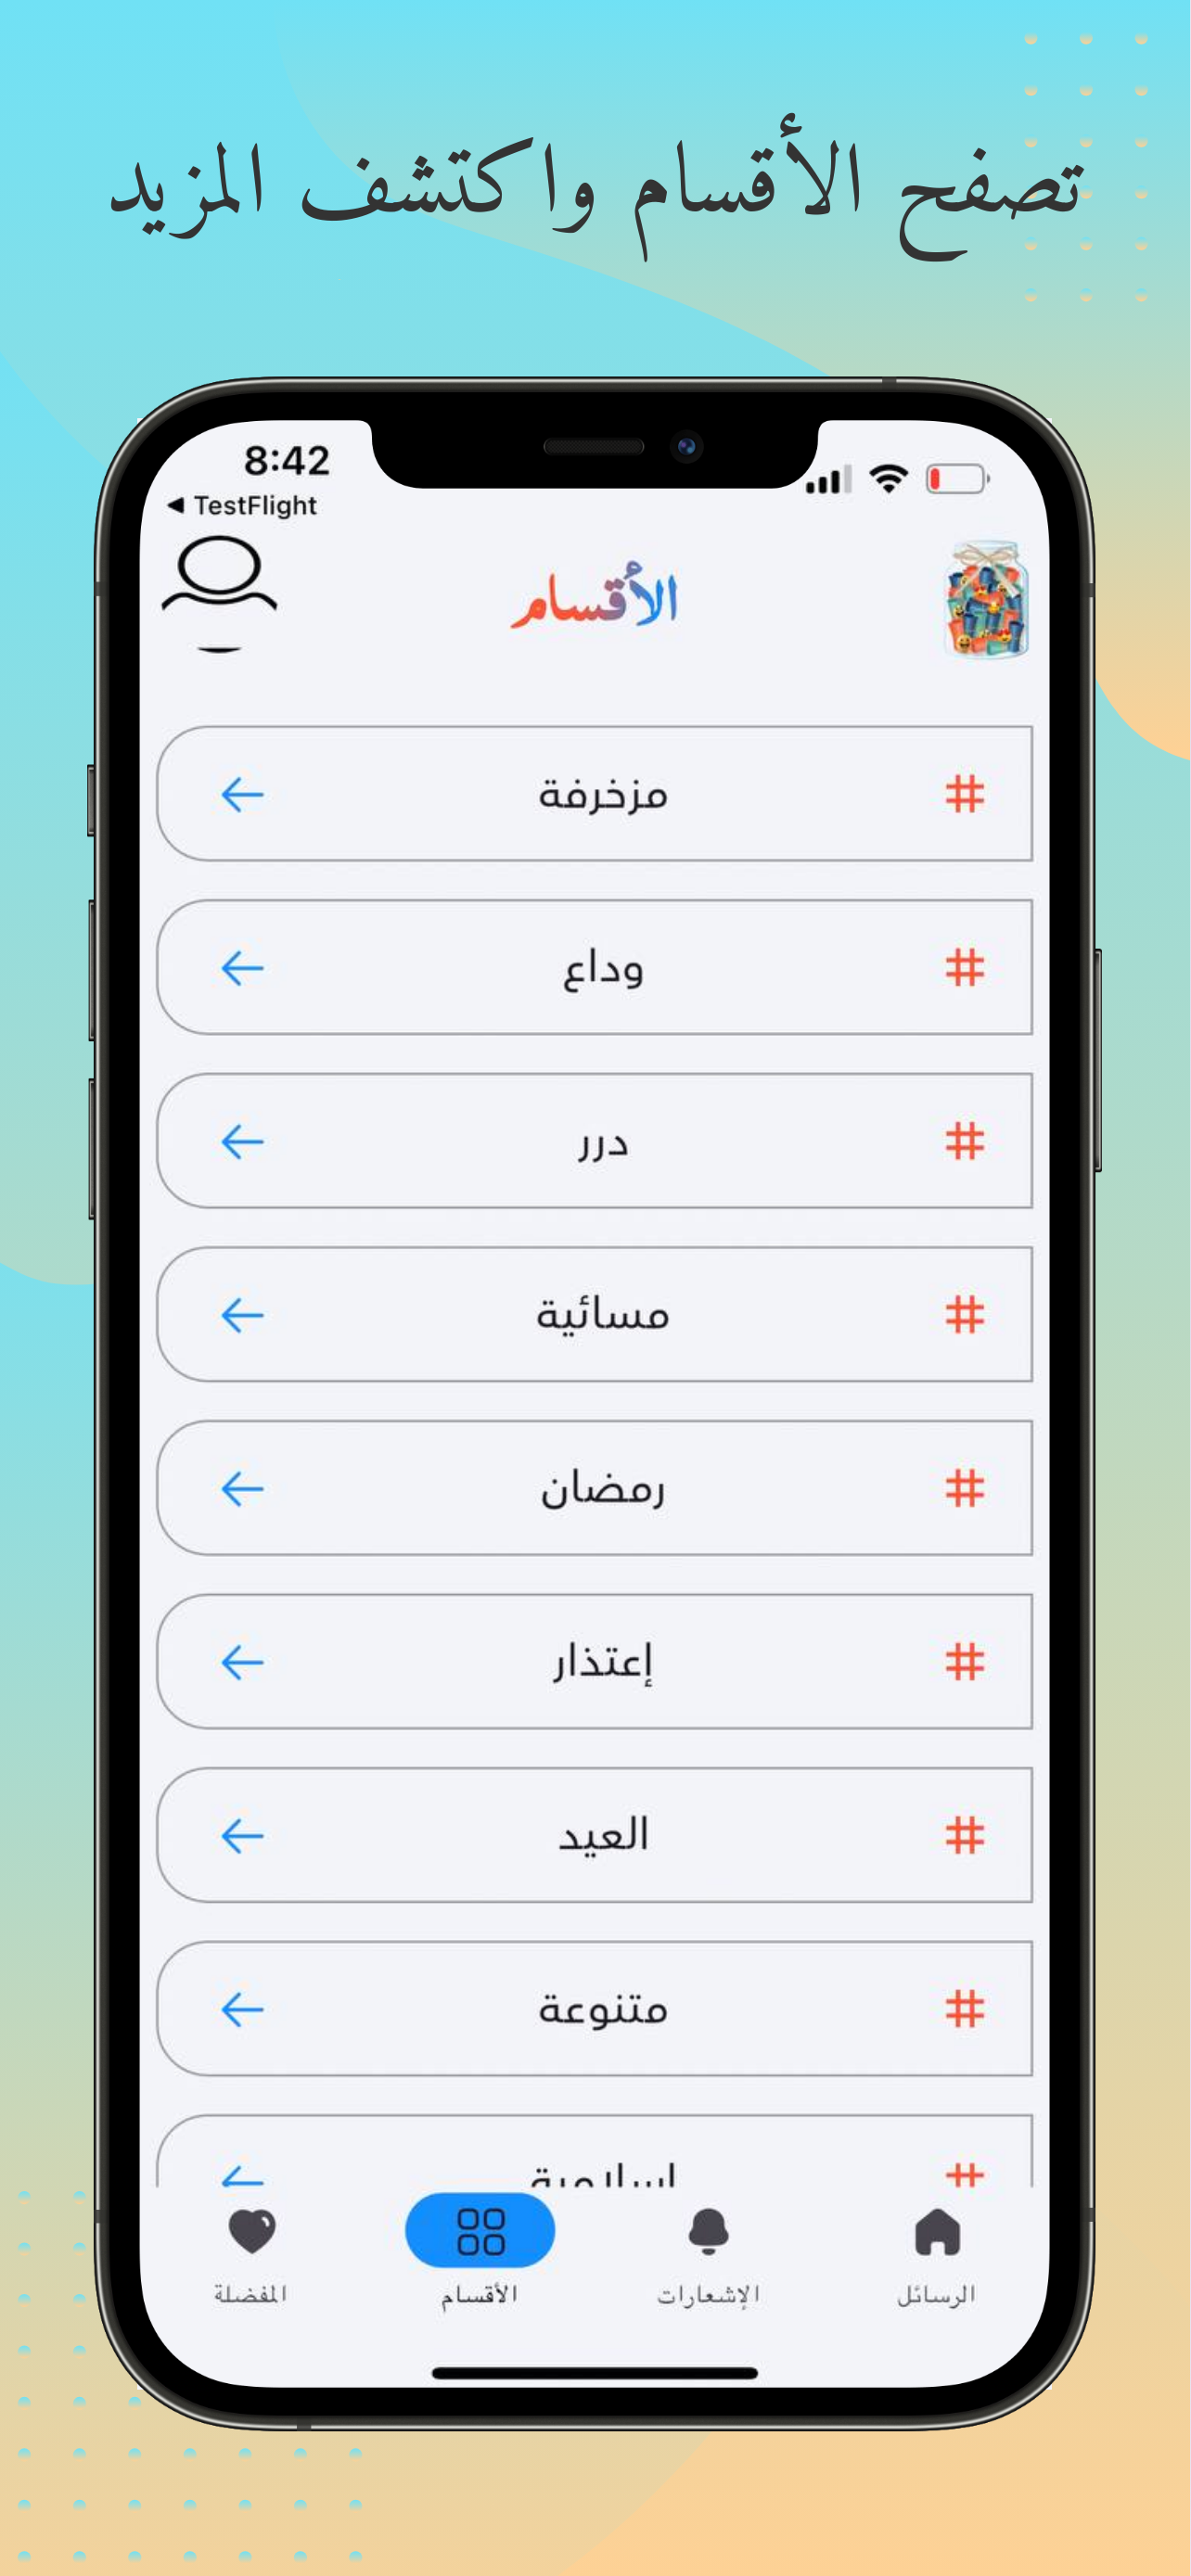 تصفح الأقسام واكتشف المزيد
8:42
◀ TestFlight
الأقسام
# مزخرفة
# وداع
# درر
# مسائية
# رمضان
# إعتذار
# العيد
# متنوعة
# اسلامية
الرسائل
الإشعارات
الأقسام
المفضلة